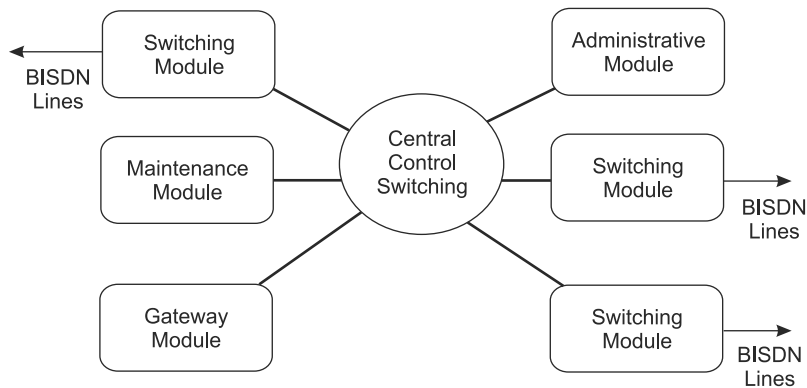 Switching
Module
BISDN
Lines
Administrative
Module
Central
Control
Switching
Maintenance
Module
Switching
Module
BISDN
Lines
Gateway
Module
Switching
Module
BISDN
Lines